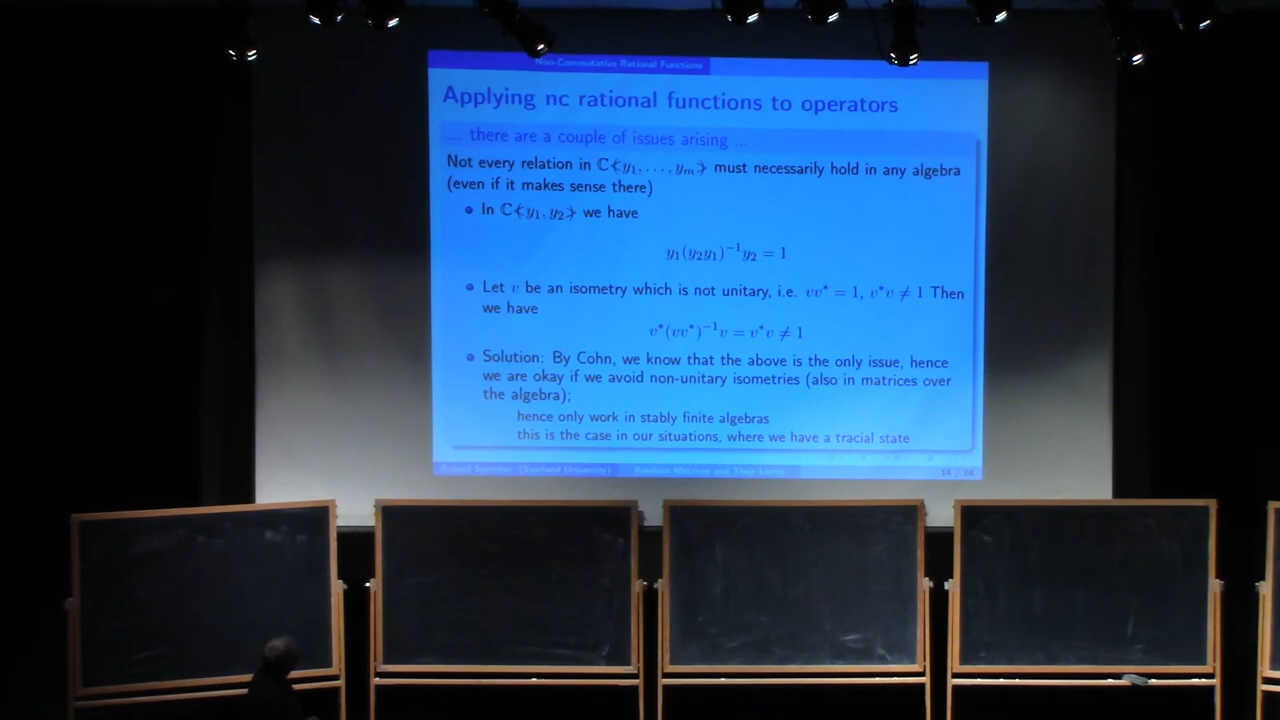 Non-Commutative Rational Functions
Applying nc rational functions to operators
... there are a couple of issues arising ...
Not every relation in ℂ⦓y₁, . . . , yₘ⦔ must necessarily hold in any algebra
(even if it makes sense there)
• In ℂ⦓y₁, y₂⦔ we have
y₁(y₂y₁)⁻¹y₂ = 1
• Let v be an isometry which is not unitary, i.e. vv* = 1, v*v ≠ 1 Then
we have
v*(vv*)⁻¹v = v*v ≠ 1
• Solution: By Cohn, we know that the above is the only issue, hence
we are okay if we avoid non-unitary isometries (also in matrices over
the algebra);
hence only work in stably finite algebras
this is the case in our situations, where we have a tracial state
Roland Speicher (Saarland University) Random Matrices and Their Limits 14 / 24